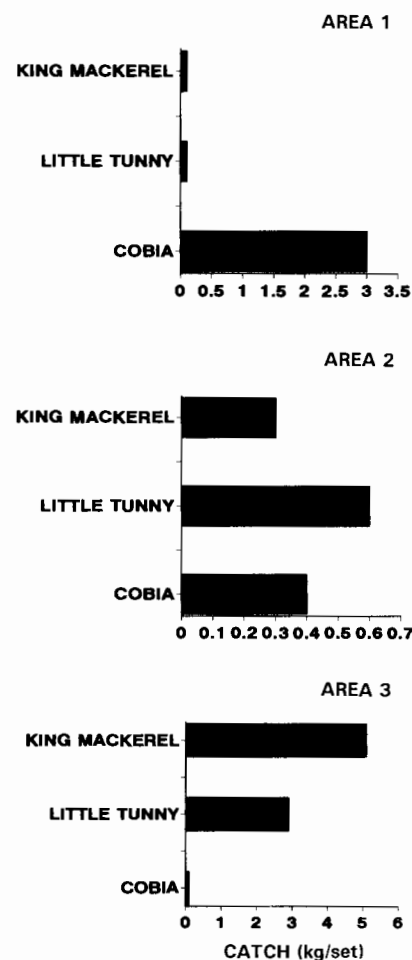 AREA 1
KING MACKEREL
LITTLE TUNNY
COBIA
0 0.5 1 1.5 2 2.5 3 3.5
AREA 2
KING MACKEREL
LITTLE TUNNY
COBIA
0 0.1 0.2 0.3 0.4 0.5 0.6 0.7
AREA 3
KING MACKEREL
LITTLE TUNNY
COBIA
0 1 2 3 4 5 6
CATCH (kg/set)